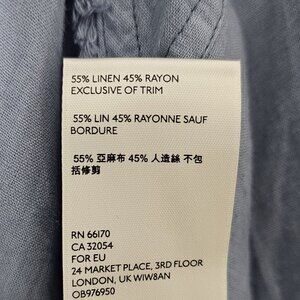 55% LINEN 45% RAYON
EXCLUSIVE OF TRIM
55% LIN 45% RAYONNE SAUF
BORDURE
55% 亞麻布 45% 人造絲 不包
括修剪
RN 66170
CA 32054
FOR EU
24 MARKET PLACE, 3RD FLOOR
LONDON, UK W1W8AN
OB976950